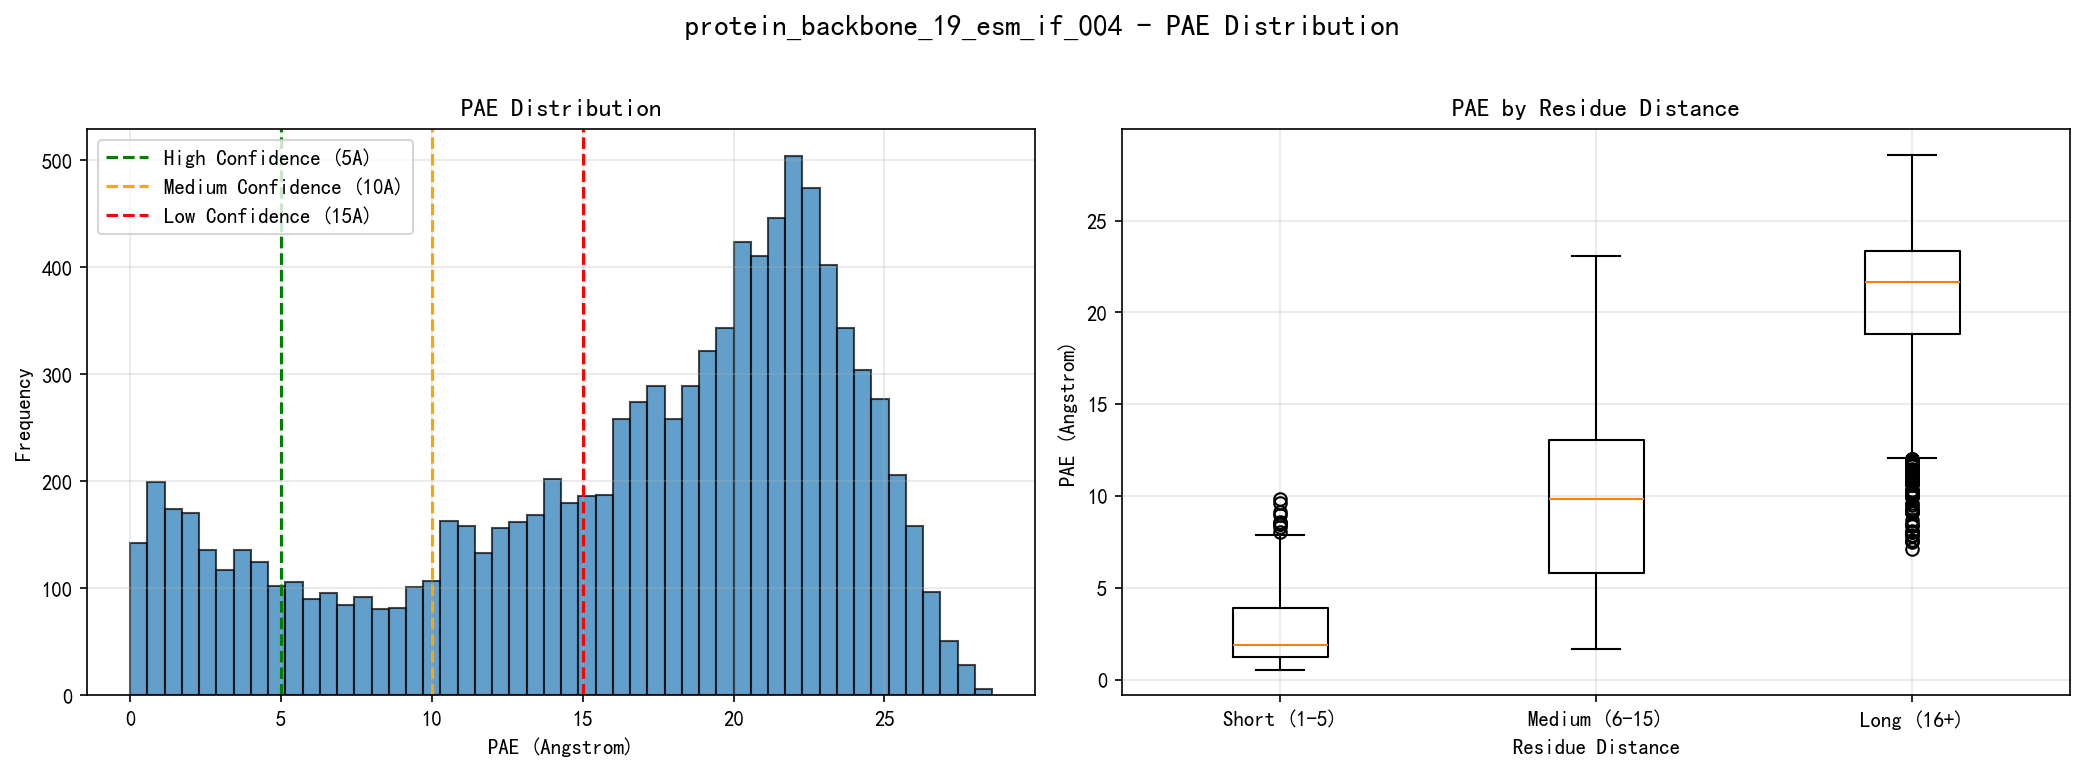 protein_backbone_19_esm_if_004 - PAE Distribution
PAE Distribution
High Confidence (5A)
Medium Confidence (10A)
Low Confidence (15A)
500
400
300
200
100
0
Frequency
0 5 10 15 20 25
PAE (Angstrom)
PAE by Residue Distance
25
20
15
10
5
0
PAE (Angstrom)
Short (1-5) Medium (6-15) Long (16+)
Residue Distance